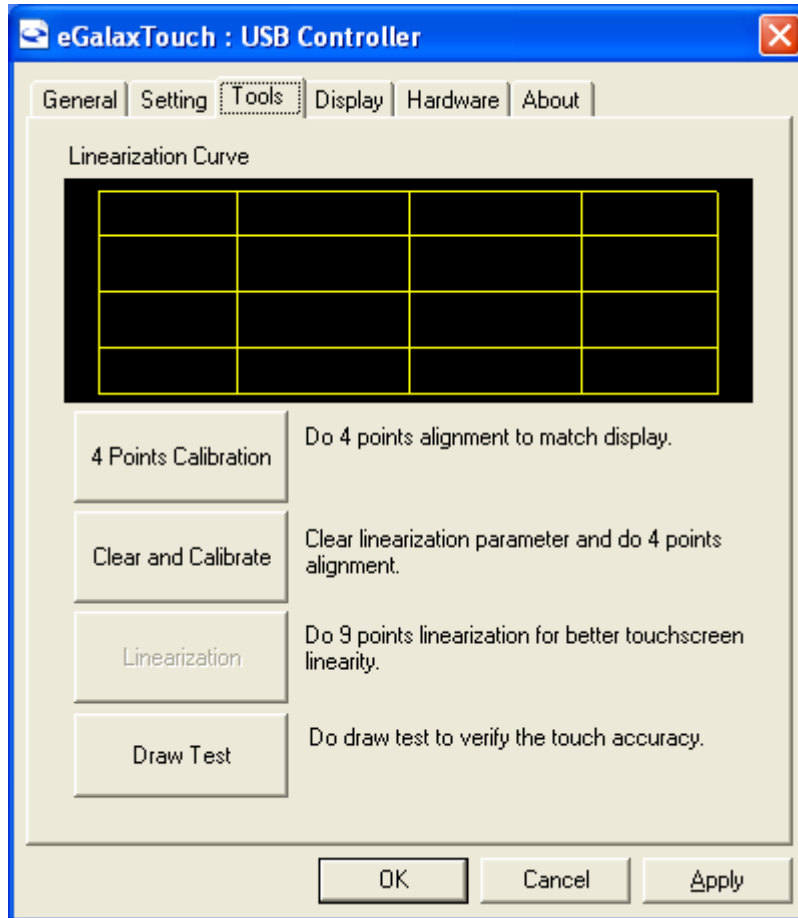 eGalaxTouch : USB Controller
General Setting Tools Display Hardware About
Linearization Curve
4 Points Calibration
Do 4 points alignment to match display.
Clear and Calibrate
Clear linearization parameter and do 4 points
alignment.
Linearization
Do 9 points linearization for better touchscreen
linearity.
Draw Test
Do draw test to verify the touch accuracy.
OK Cancel Apply